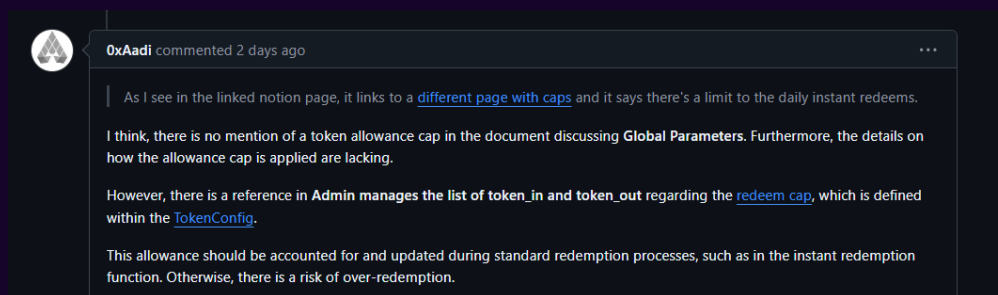 0xAadi commented 2 days ago
As I see in the linked notion page, it links to a different page with caps and it says there's a limit to the daily instant redeems.
I think, there is no mention of a token allowance cap in the document discussing Global Parameters. Furthermore, the details on
how the allowance cap is applied are lacking.
However, there is a reference in Admin manages the list of token_in and token_out regarding the redeem cap, which is defined
within the TokenConfig.
This allowance should be accounted for and updated during standard redemption processes, such as in the instant redemption
function. Otherwise, there is a risk of over-redemption.